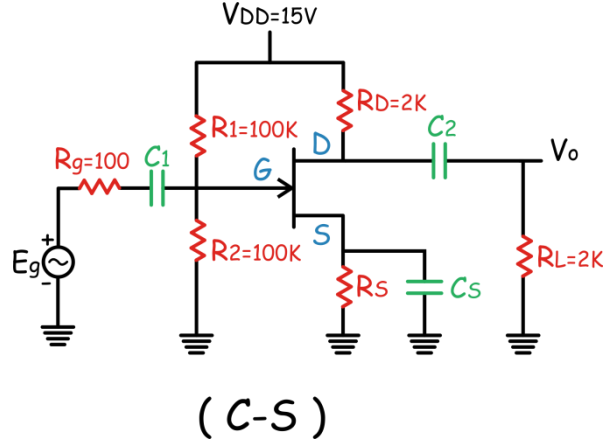 VDD=15V
RD=2K
R1=100K
C2
D
Vo
Rg=100
C1
G
S
R2=100K
+
Eg
-
RL=2K
RS
CS
( C-S )